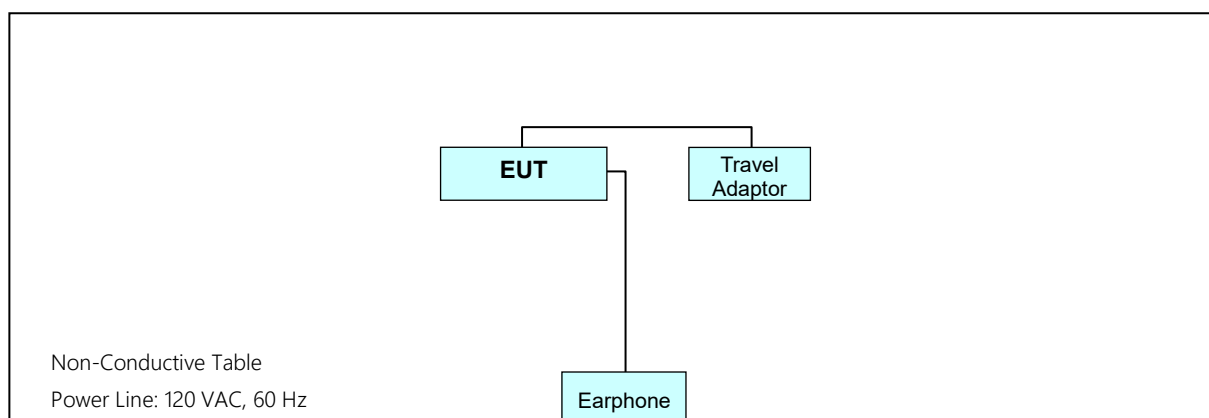 EUT
Travel
Adaptor
Non-Conductive Table
Power Line: 120 VAC, 60 Hz
Earphone